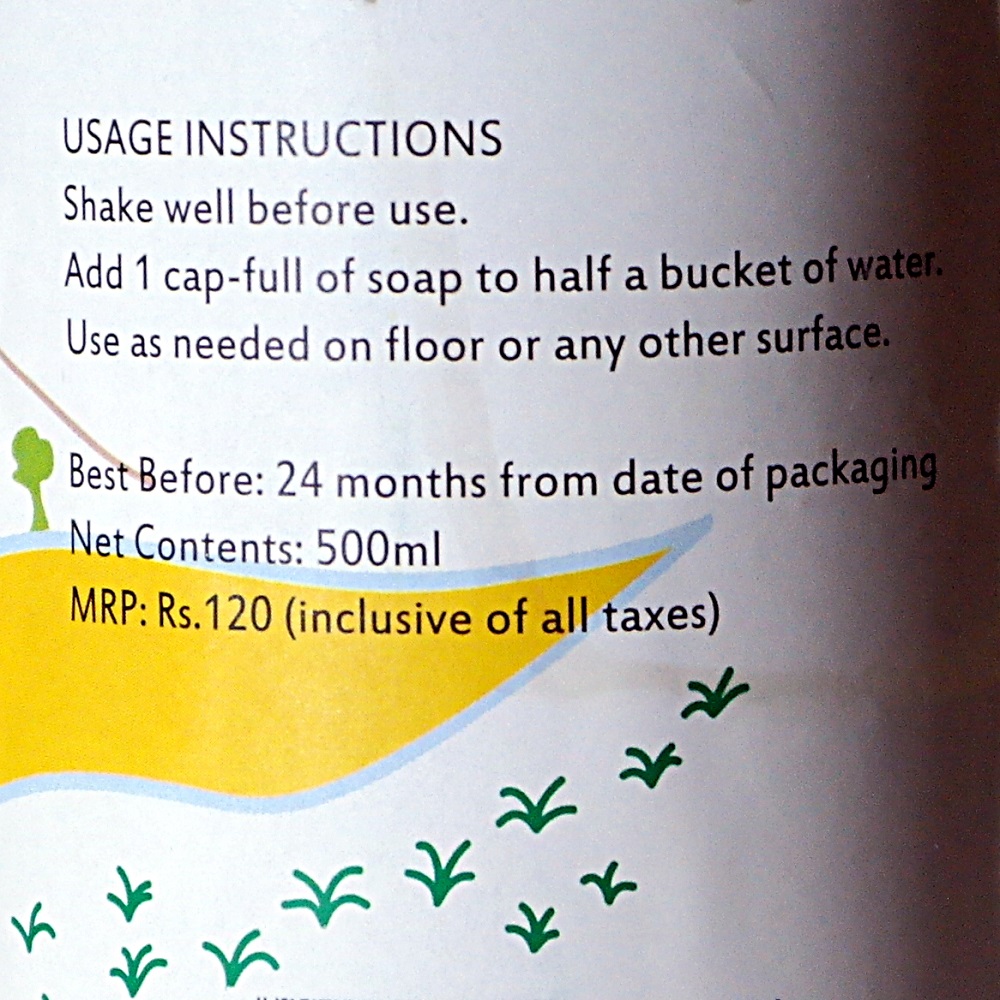 USAGE INSTRUCTIONS
Shake well before use.
Add 1 cap-full of soap to half a bucket of water.
Use as needed on floor or any other surface.
Best Before: 24 months from date of packaging
Net Contents: 500ml
MRP: Rs.120 (inclusive of all taxes)